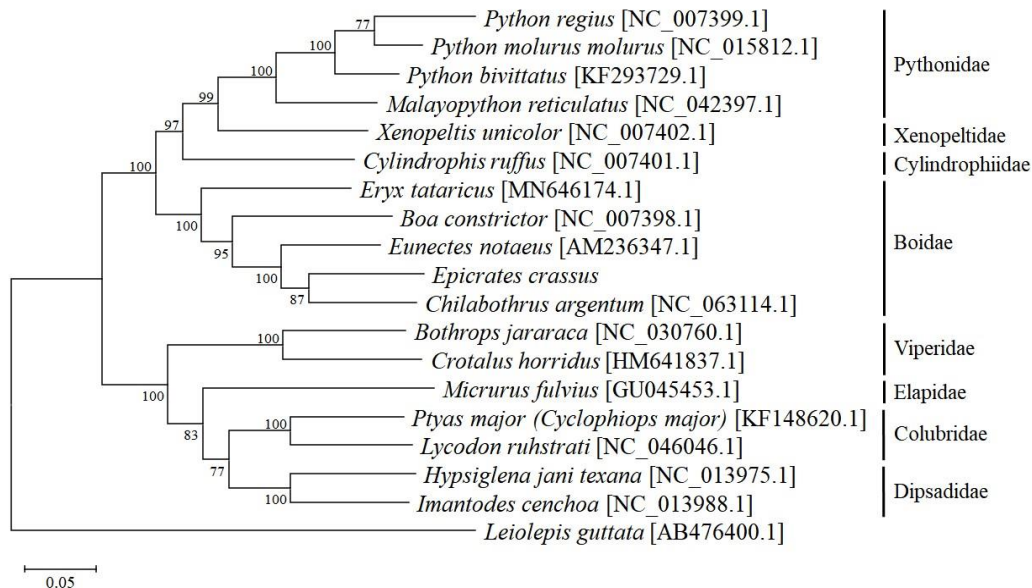 Python regius [NC_007399.1]
77
Python molurus molurus [NC_015812.1]
100
Python bivittatus [KF293729.1]
Pythonidae
100
Malayopython reticulatus [NC_042397.1]
99
Xenopeltis unicolor [NC_007402.1]
Xenopeltidae
97
Cylindrophis ruffus [NC_007401.1]
Cylindrophiidae
100
Eryx tataricus [MN646174.1]
100
Boa constrictor [NC_007398.1]
95
Eunectes notaeus [AM236347.1]
Boidae
100
Epicrates crassus
87
Chilabothrus argentum [NC_063114.1]
Bothrops jararaca [NC_030760.1]
100
Viperidae
Crotalus horridus [HM641837.1]
100
Micrurus fulvius [GU045453.1]
Elapidae
83
Ptyas major (Cyclophiops major) [KF148620.1]
100
Colubridae
Lycodon ruhstrati [NC_046046.1]
77
Hypsiglena jani texana [NC_013975.1]
100
Dipsadidae
Imantodes cenchoa [NC_013988.1]
Leiolepis guttata [AB476400.1]
0.05